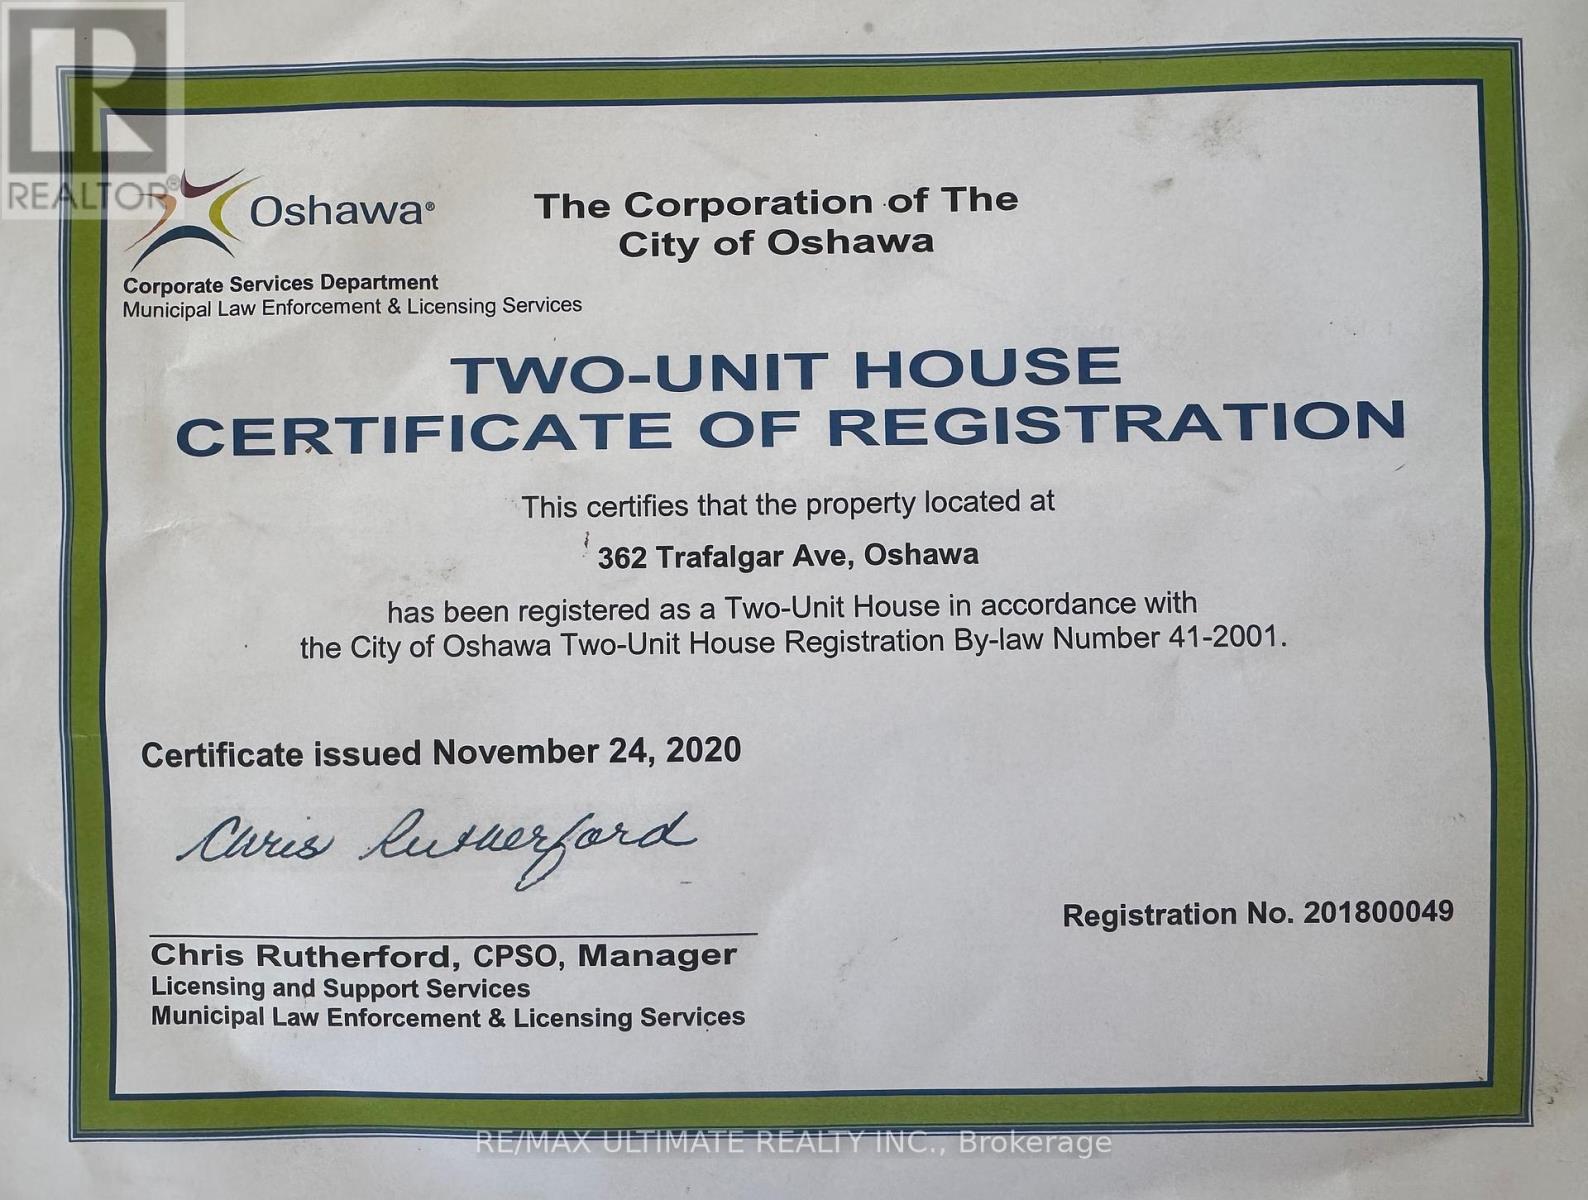 REALTOR®
Oshawa®
The Corporation of The
City of Oshawa
Corporate Services Department
Municipal Law Enforcement & Licensing Services
TWO-UNIT HOUSE
CERTIFICATE OF REGISTRATION
This certifies that the property located at
362 Trafalgar Ave, Oshawa
has been registered as a Two-Unit House in accordance with
the City of Oshawa Two-Unit House Registration By-law Number 41-2001.
Certificate issued November 24, 2020
Chris Rutherford
Registration No. 201800049
Chris Rutherford, CPSO, Manager
Licensing and Support Services
Municipal Law Enforcement & Licensing Services
RE/MAX ULTIMATE REALTY INC., Brokerage